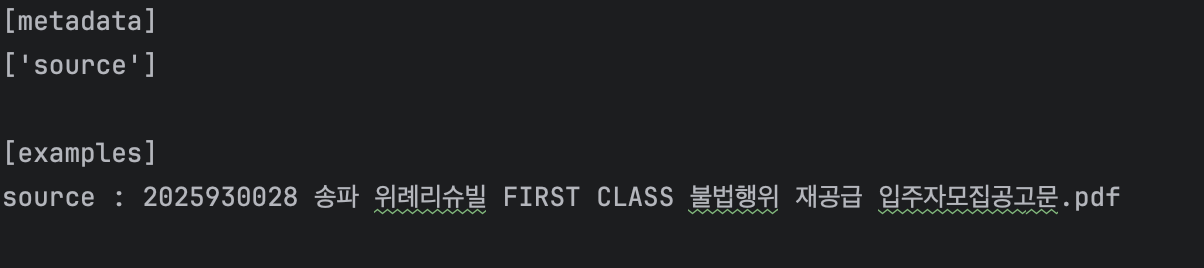 [metadata]
['source']
[examples]
source : 2025930028 송파 위례리슈빌 FIRST CLASS 불법행위 재공급 입주자모집공고문.pdf